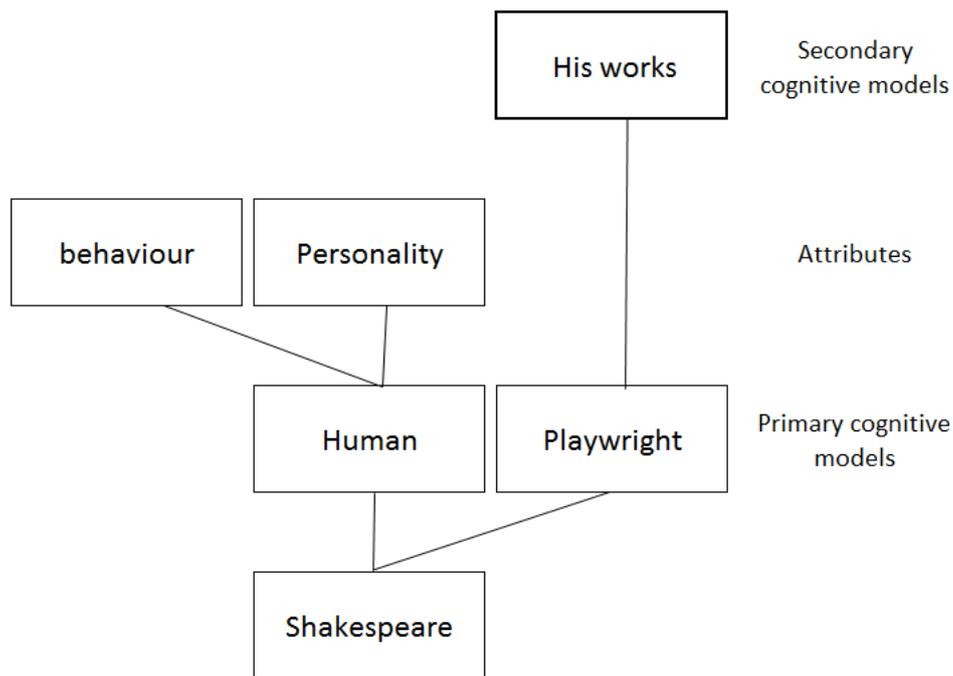 His works
Secondary
cognitive models
behaviour
Personality
Attributes
Human
Playwright
Primary cognitive
models
Shakespeare